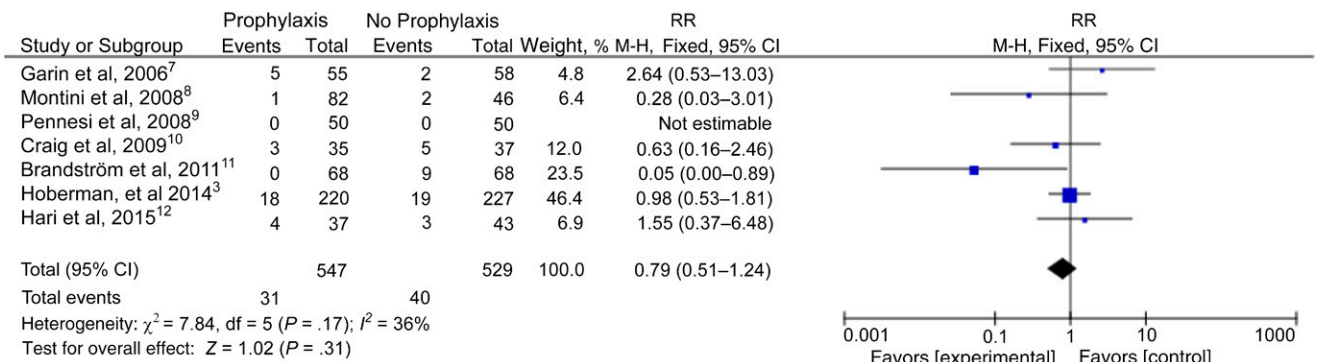 Prophylaxis No Prophylaxis RR RR
Study or Subgroup Events Total Events Total Weight, % M-H, Fixed, 95% CI M-H, Fixed, 95% CI
Garin et al, 2006⁷ 5 55 2 58 4.8 2.64 (0.53–13.03)
Montini et al, 2008⁸ 1 82 2 46 6.4 0.28 (0.03–3.01)
Pennesi et al, 2008⁹ 0 50 0 50 Not estimable
Craig et al, 2009¹⁰ 3 35 5 37 12.0 0.63 (0.16–2.46)
Brandström et al, 2011¹¹ 0 68 9 68 23.5 0.05 (0.00–0.89)
Hoberman, et al 2014³ 18 220 19 227 46.4 0.98 (0.53–1.81)
Hari et al, 2015¹² 4 37 3 43 6.9 1.55 (0.37–6.48)
Total (95% CI) 547 529 100.0 0.79 (0.51–1.24)
Total events 31 40
Heterogeneity: χ² = 7.84, df = 5 (P = .17); I² = 36%
Test for overall effect: Z = 1.02 (P = .31)
0.001 0.1 1 10 1000
Favors [experimental] Favors [control]